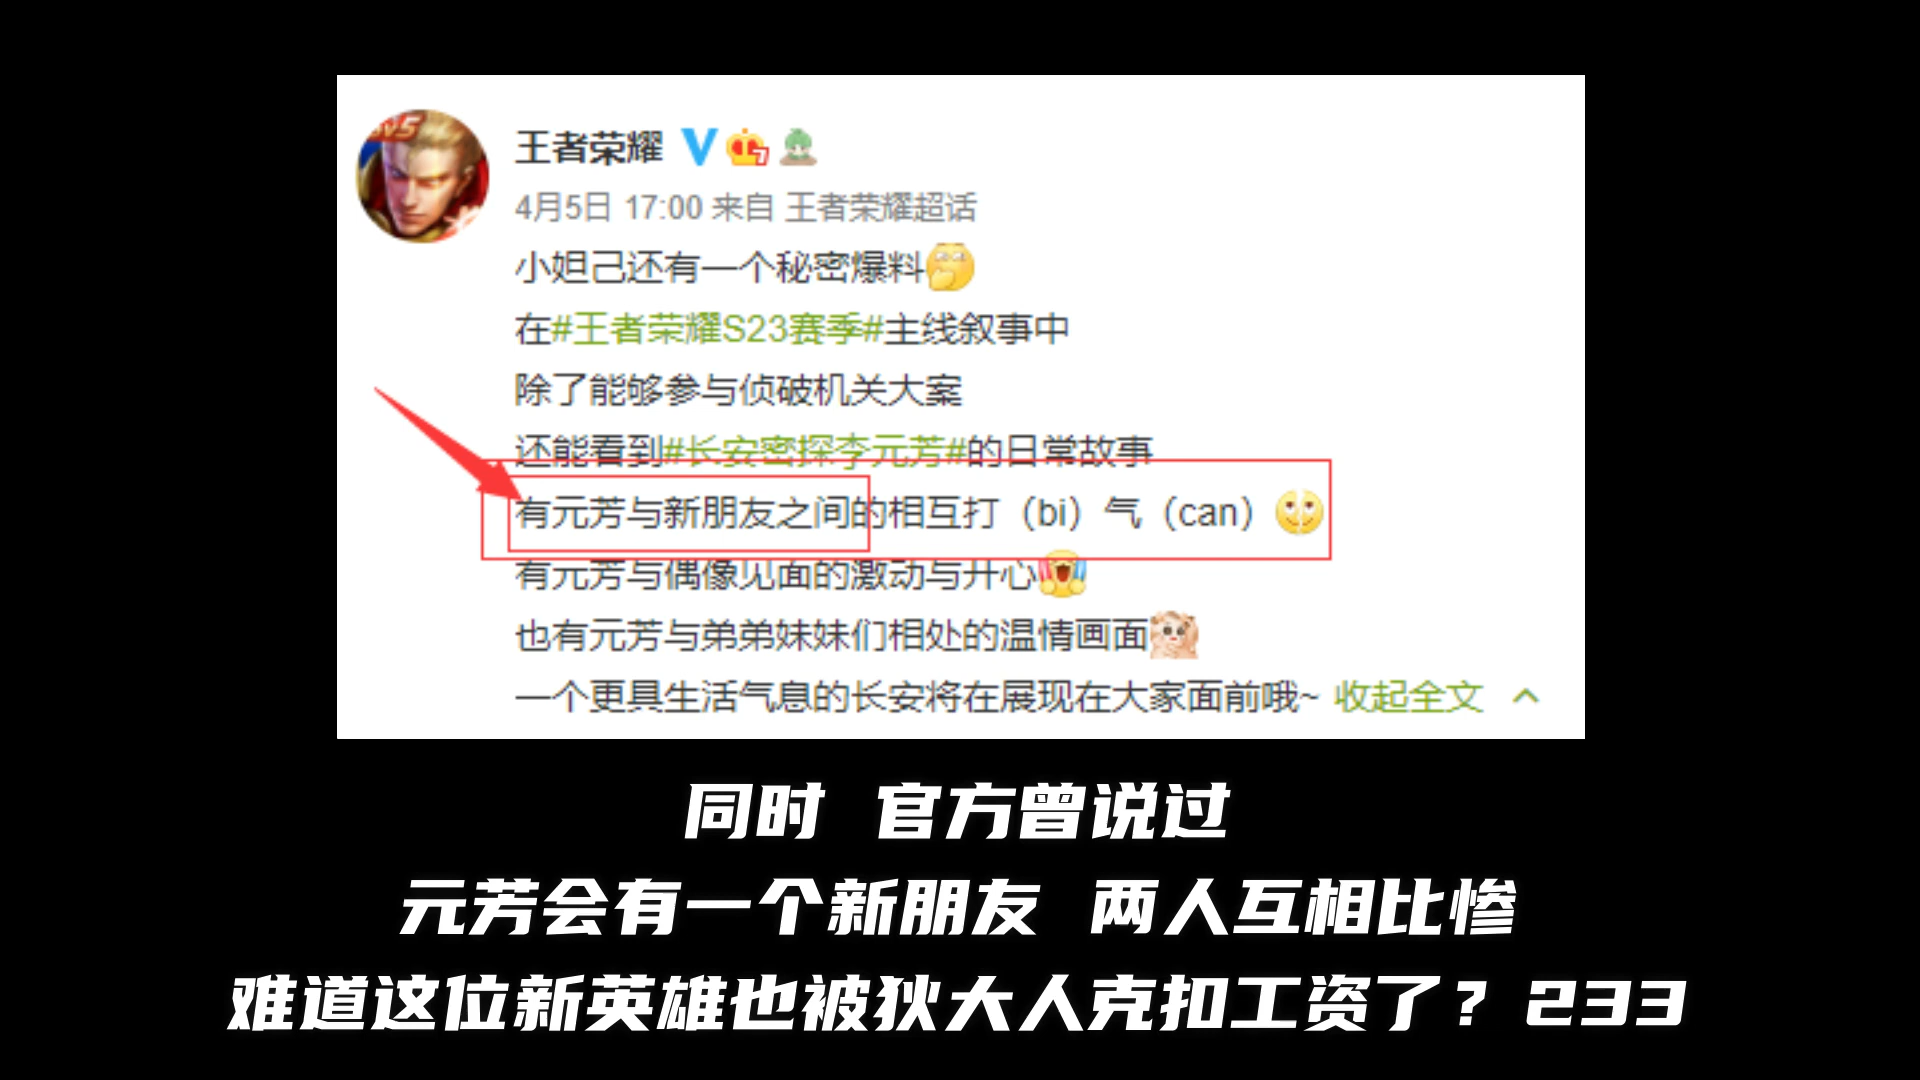 王者荣耀
4月5日 17:00 来自 王者荣耀超话
小妲己还有一个秘密爆料
在#王者荣耀S23赛季#主线叙事中
除了能够参与侦破机关大案
还能看到#长安密探李元芳#的日常故事
有元芳与新朋友之间的相互打（bi）气（can）
有元芳与偶像见面的激动与开心
也有元芳与弟弟妹妹们相处的温情画面
一个更具生活气息的长安将在展现在大家面前哦~ 收起全文
同时 官方曾说过
元芳会有一个新朋友 两人互相比惨
难道这位新英雄也被狄大人克扣工资了？233